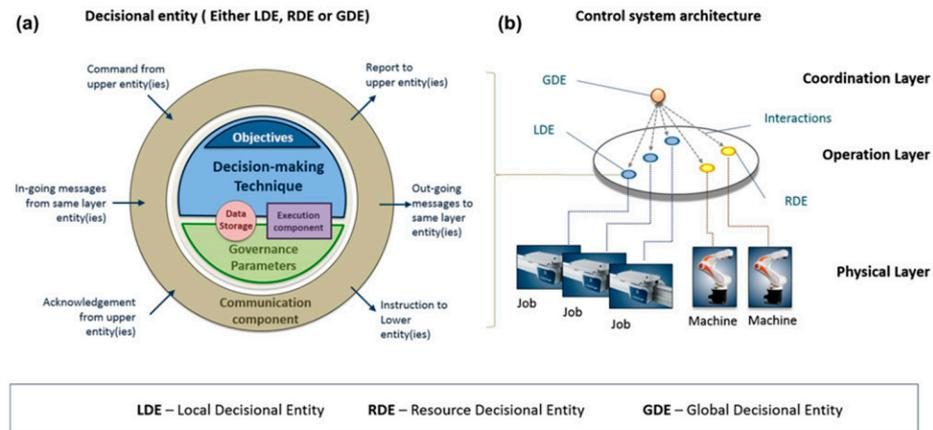 (a)
Decisional entity ( Either LDE, RDE or GDE)
Command from
upper entity(ies)
Report to
upper entity(ies)
Objectives
Decision-making
Technique
In-going messages
from same layer
entity(ies)
Out-going
messages to
same layer
entity(ies)
Data
Storage
Execution
component
Governance
Parameters
Acknowledgement
from upper
entity(ies)
Communication
component
Instruction to
Lower
entity(ies)
(b)
Control system architecture
GDE
Coordination Layer
LDE
Interactions
Operation Layer
RDE
Physical Layer
Job
Job
Job
Machine
Machine
LDE – Local Decisional Entity
RDE – Resource Decisional Entity
GDE – Global Decisional Entity